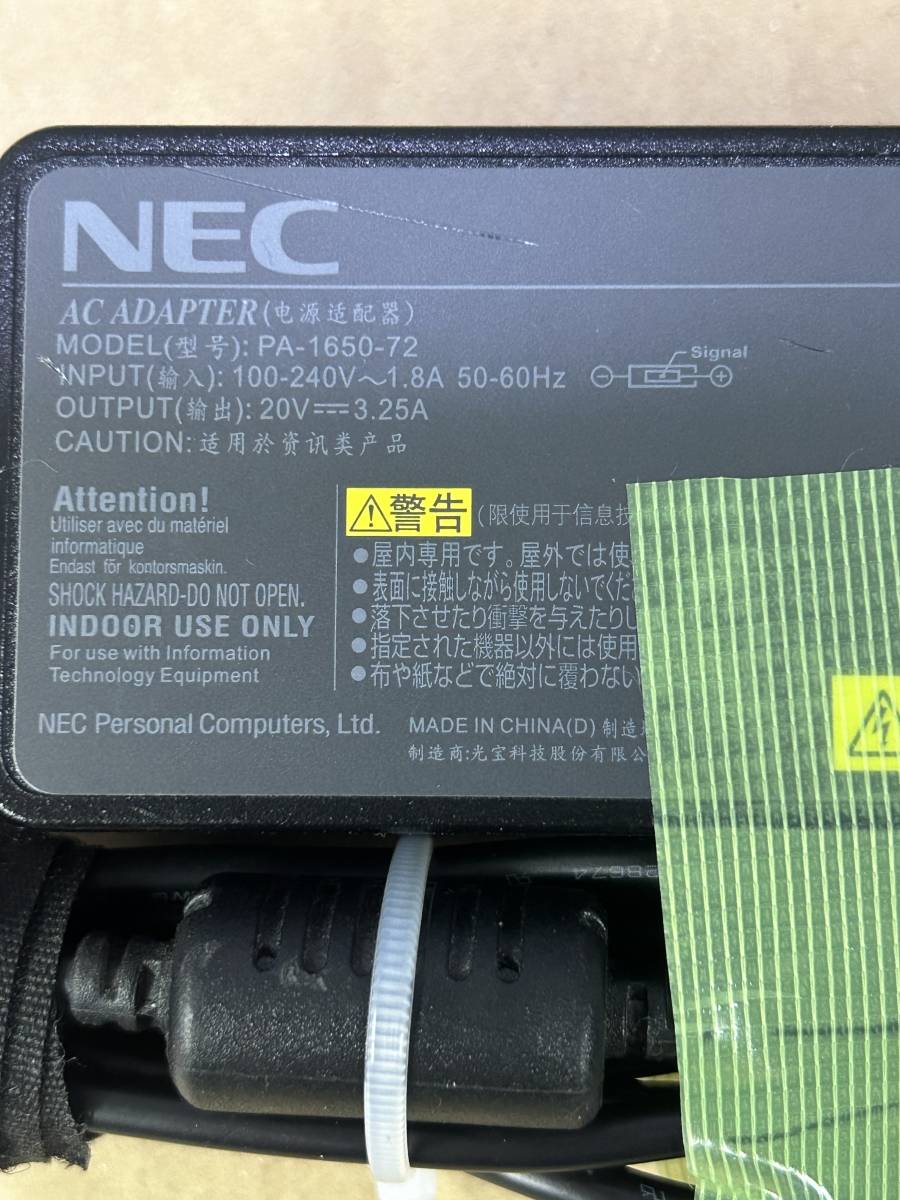 NEC
AC ADAPTER(电源适配器)
MODEL(型号): PA-1650-72
INPUT(输入): 100-240V～1.8A 50-60Hz
Signal
OUTPUT(输出): 20V⎓3.25A
CAUTION: 适用於资讯类产品
Attention!
Utiliser avec du matériel
informatique
Endast för kontorsmaskin.
SHOCK HAZARD-DO NOT OPEN.
INDOOR USE ONLY
For use with Information
Technology Equipment
⚠警告 (限使用于信息技
●屋内専用です。屋外では使
●表面に接触しながら使用しないでくだ
●落下させたり衝撃を与えたりし
●指定された機器以外には使用
●布や紙などで絶対に覆わない
NEC Personal Computers, Ltd.
MADE IN CHINA(D) 制造
制造商:光宝科技股份有限公
28674